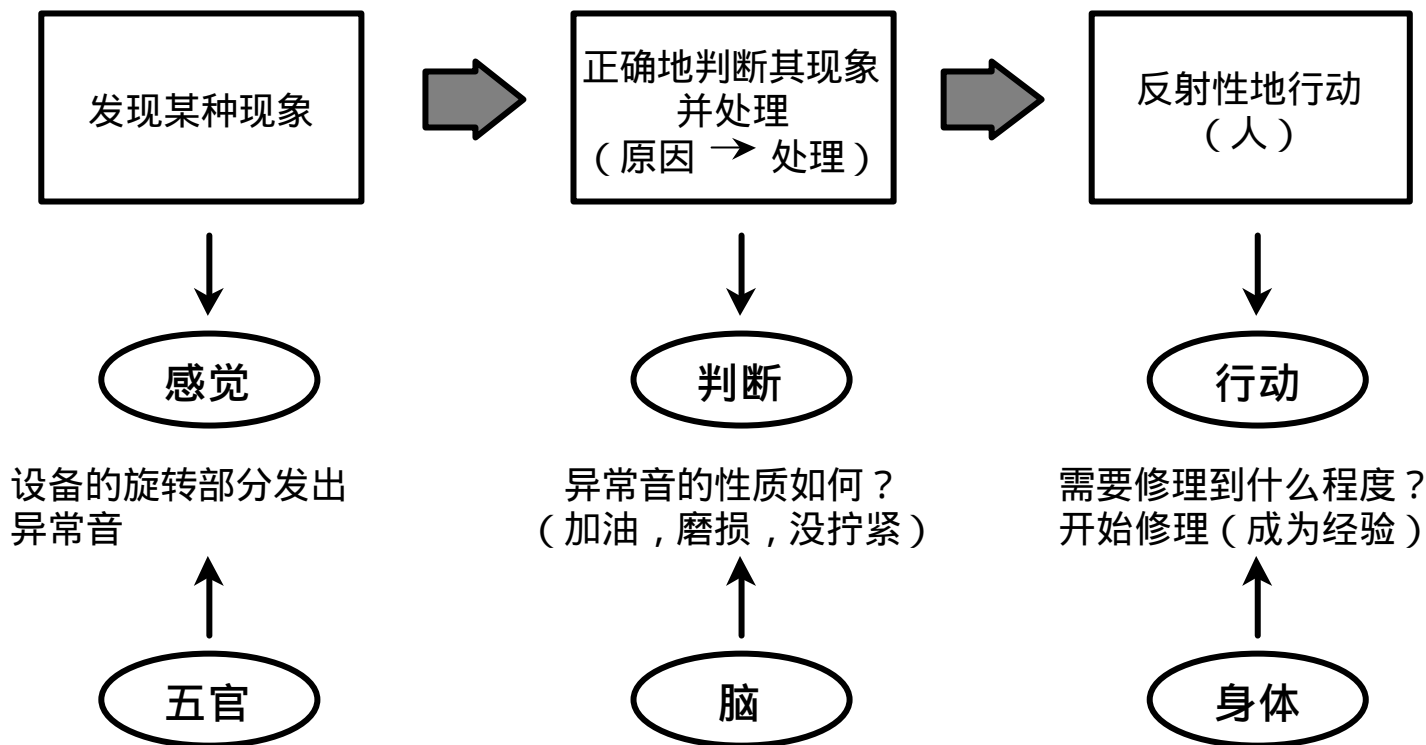 发现某种现象
正确地判断其现象
并处理
（原因 → 处理）
反射性地行动
（人）
感觉
判断
行动
设备的旋转部分发出
异常音
异常音的性质如何？
（加油，磨损，没拧紧）
需要修理到什么程度？
开始修理（成为经验）
五官
脑
身体